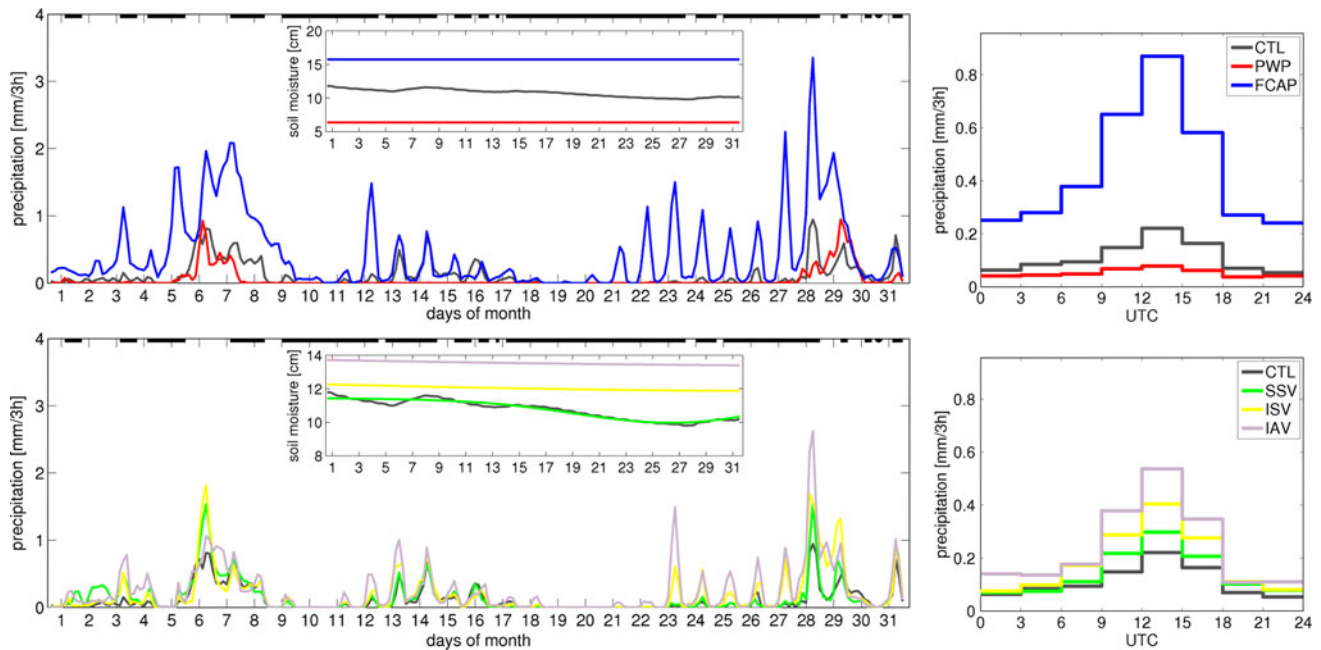 4
3
2
1
0
precipitation [mm/3h]
1 2 3 4 5 6 7 8 9 10 11 12 13 14 15 16 17 18 19 20 21 22 23 24 25 26 27 28 29 30 31
days of month
20
15
10
5
soil moisture [cm]
1 3 5 7 9 11 13 15 17 19 21 23 25 27 29 31
0.8
0.6
0.4
0.2
0
precipitation [mm/3h]
CTL
PWP
FCAP
0 3 6 9 12 15 18 21 24
UTC
4
3
2
1
0
precipitation [mm/3h]
1 2 3 4 5 6 7 8 9 10 11 12 13 14 15 16 17 18 19 20 21 22 23 24 25 26 27 28 29 30 31
days of month
14
12
10
8
soil moisture [cm]
1 3 5 7 9 11 13 15 17 19 21 23 25 27 29 31
0.8
0.6
0.4
0.2
0
precipitation [mm/3h]
CTL
SSV
ISV
IAV
0 3 6 9 12 15 18 21 24
UTC